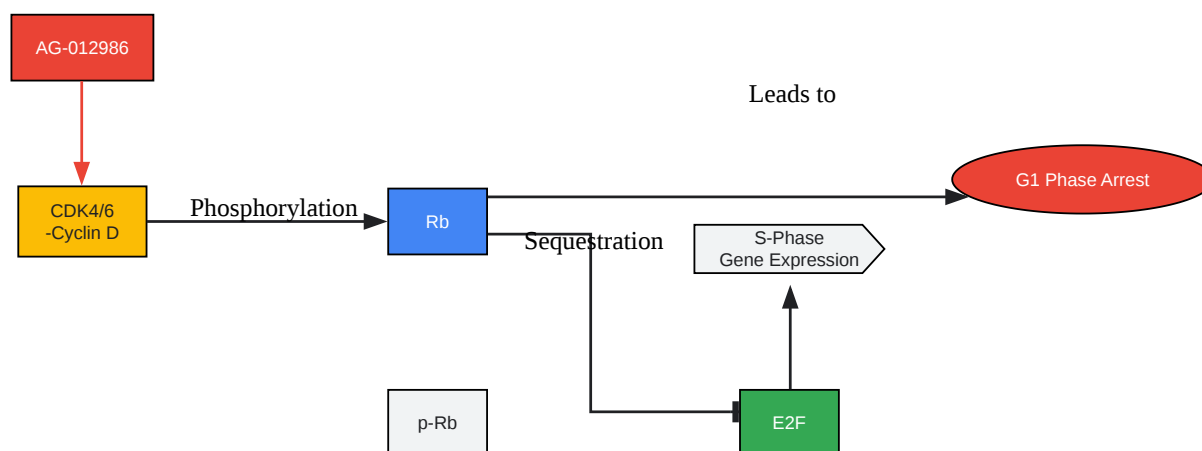 AG-012986
Leads to
G1 Phase Arrest
CDK4/6
-Cyclin D
Phosphorylation
Rb
Sequestration
S-Phase
Gene Expression
p-Rb
E2F